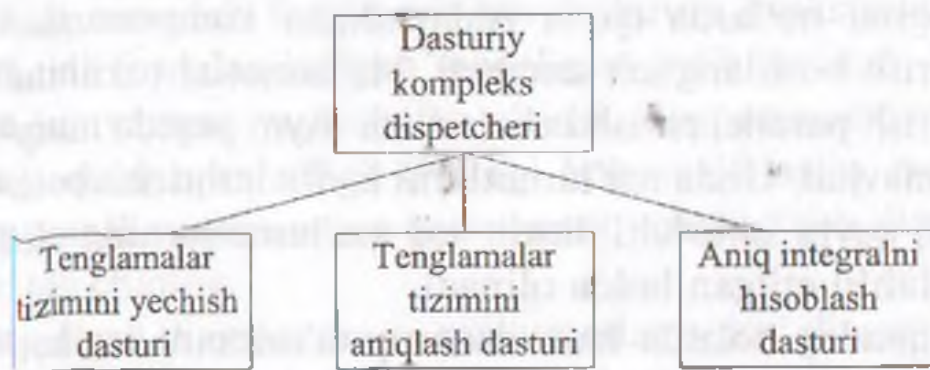 Dasturiy
kompleks
dispetcheri
Tenglamalar
tizimini yechish
dasturi
Tenglamalar
tizimini
aniqlash dasturi
Aniq integralni
hisoblash
dasturi